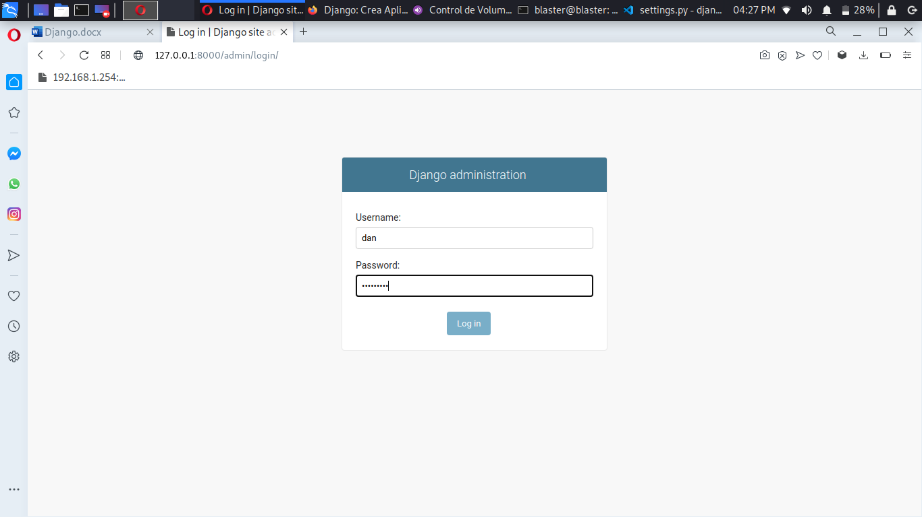 Log in | Django sit...
Django: Crea Apli...
Control de Volum...
blaster@blaster: ...
settings.py - djan...
04:27 PM
28%
Django.docx
Log in | Django site a
127.0.0.1:8000/admin/login/
192.168.1.254:...
Django administration
Username:
dan
Password:
•••••••••
Log in